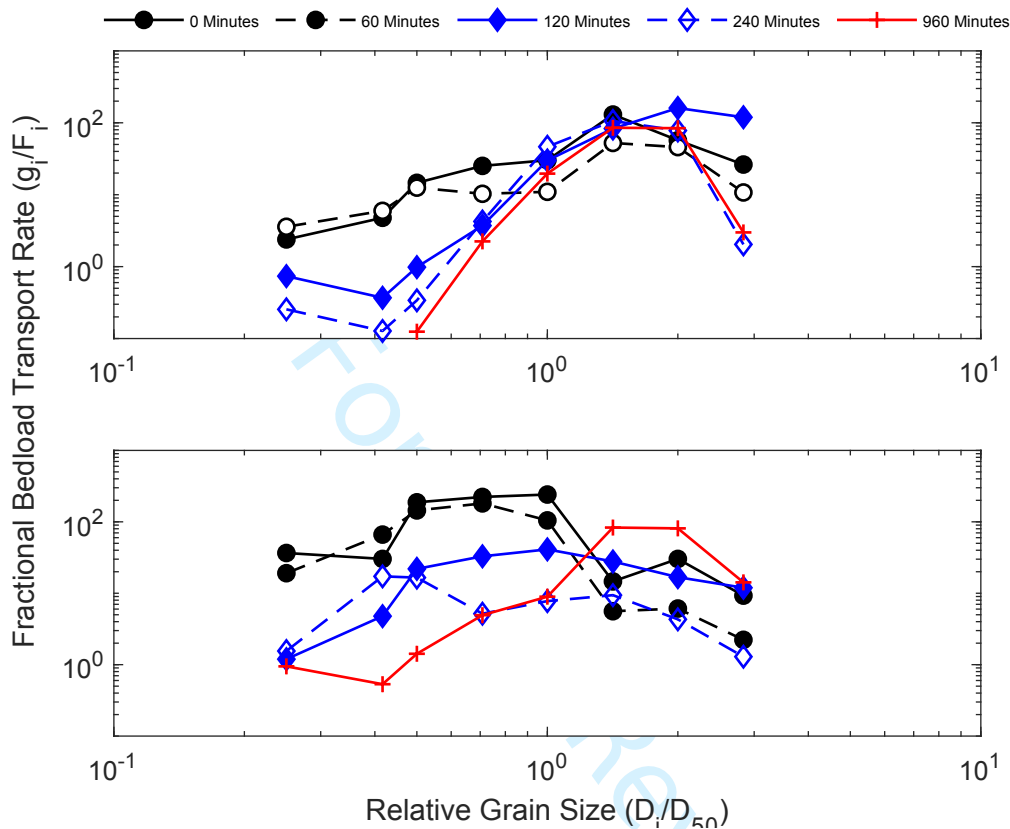 0 Minutes 60 Minutes 120 Minutes 240 Minutes 960 Minutes
Fractional Bedload Transport Rate (g_i/F_i)
10^2
10^0
10^-1 10^0 10^1
10^2
10^0
10^-1 10^0 10^1
Relative Grain Size (D_i/D_50)
For
Re